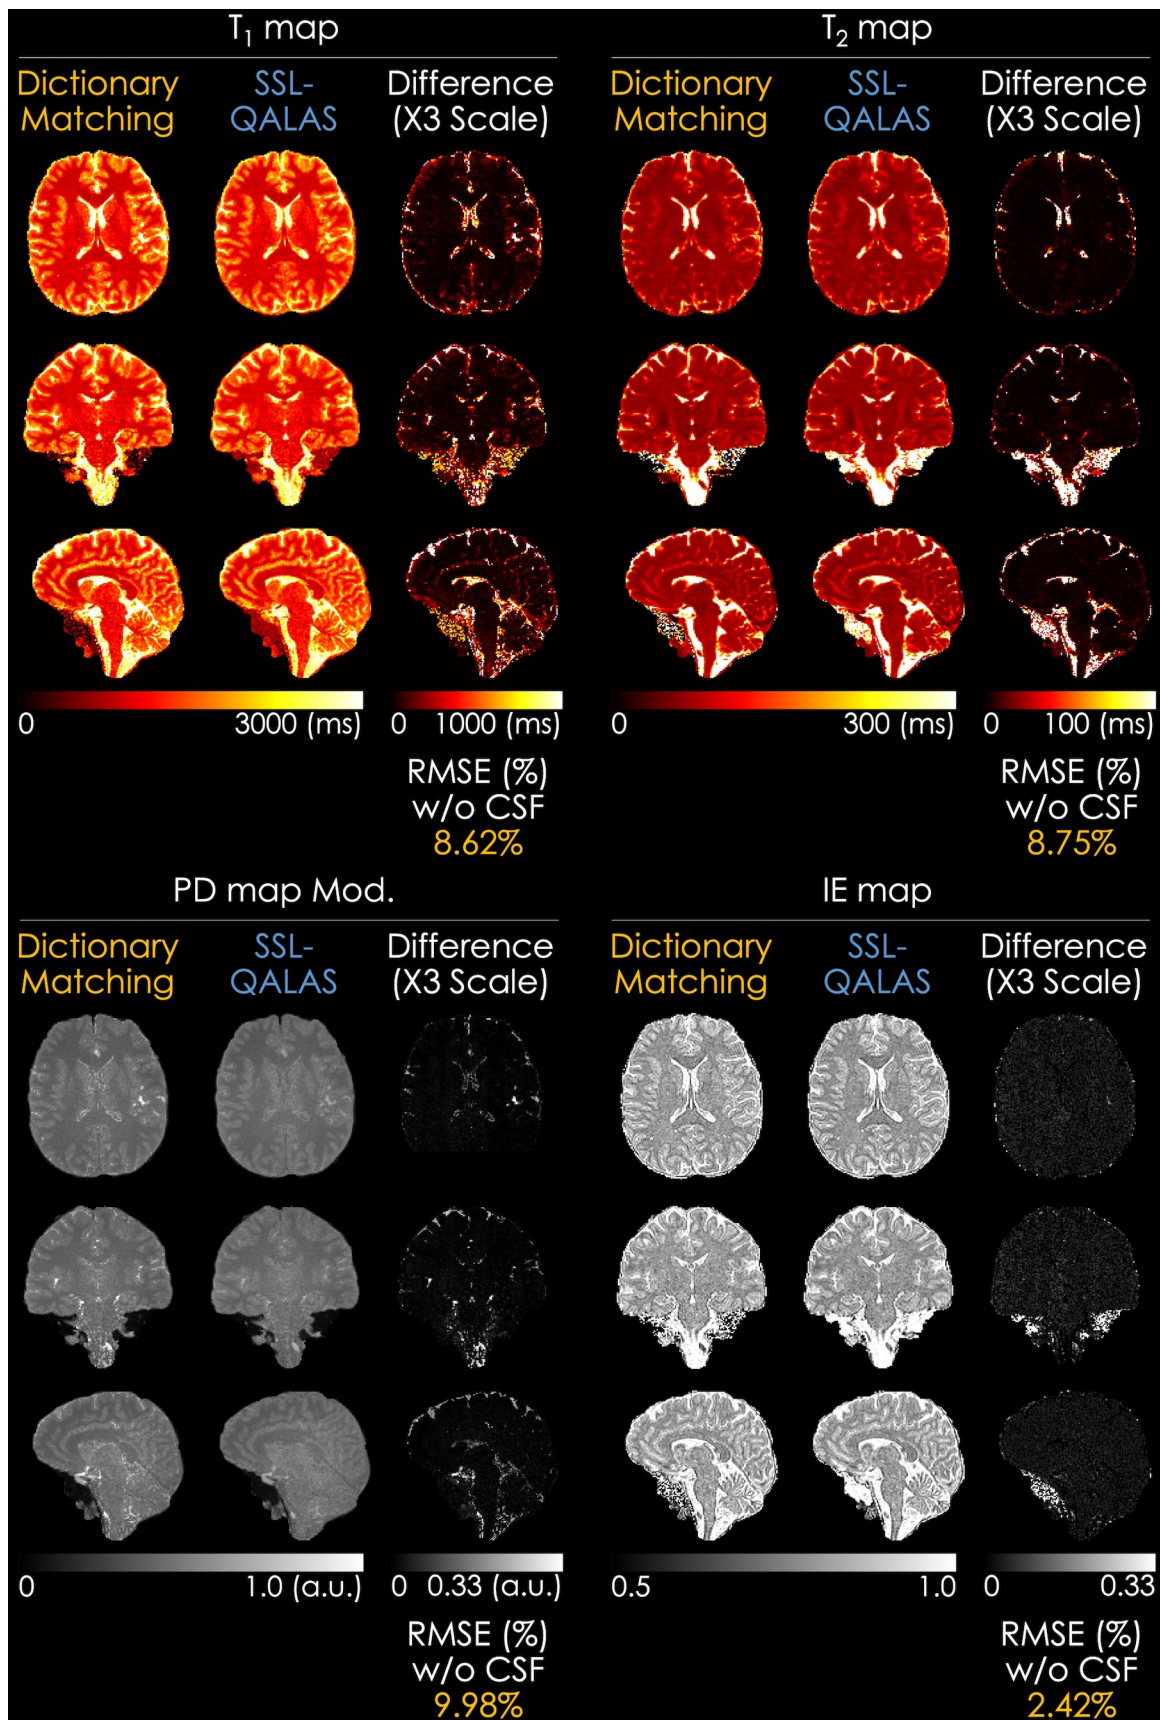 T₁ map
Dictionary Matching
SSL-QALAS
Difference (X3 Scale)
0 3000 (ms)
0 1000 (ms)
RMSE (%)
w/o CSF
8.62%
T₂ map
Dictionary Matching
SSL-QALAS
Difference (X3 Scale)
0 300 (ms)
0 100 (ms)
RMSE (%)
w/o CSF
8.75%
PD map Mod.
Dictionary Matching
SSL-QALAS
Difference (X3 Scale)
0 1.0 (a.u.)
0 0.33 (a.u.)
RMSE (%)
w/o CSF
9.98%
IE map
Dictionary Matching
SSL-QALAS
Difference (X3 Scale)
0.5 1.0
0 0.33
RMSE (%)
w/o CSF
2.42%